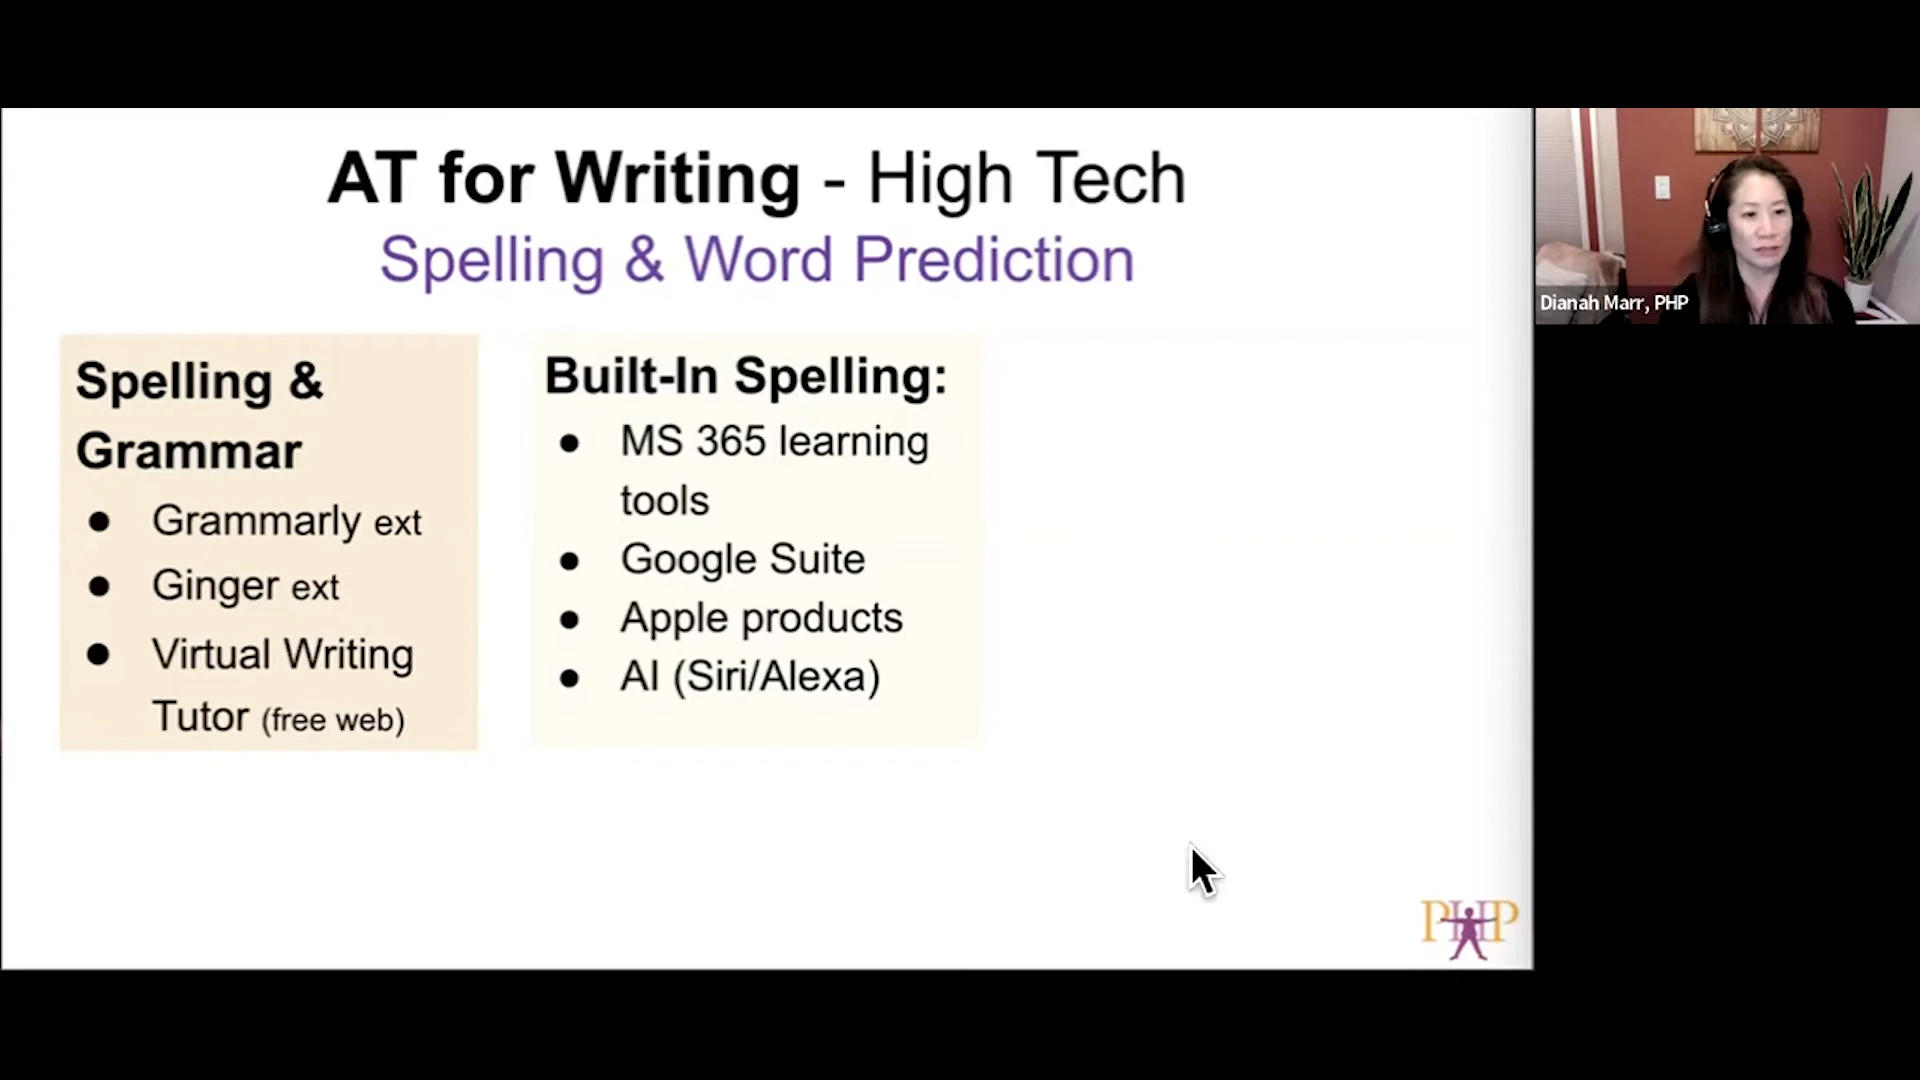 AT for Writing - High Tech
Spelling & Word Prediction
Spelling &
Grammar
● Grammarly ext
● Ginger ext
● Virtual Writing
Tutor (free web)
Built-In Spelling:
● MS 365 learning
tools
● Google Suite
● Apple products
● AI (Siri/Alexa)
Dianah Marr, PHP
PHP